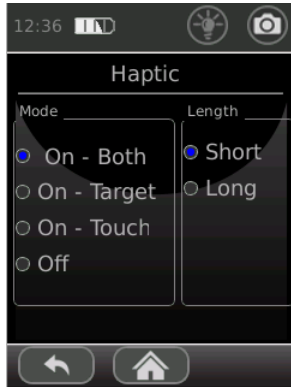 12:36
Haptic
Mode
On - Both
On - Target
On - Touch
Off
Length
Short
Long